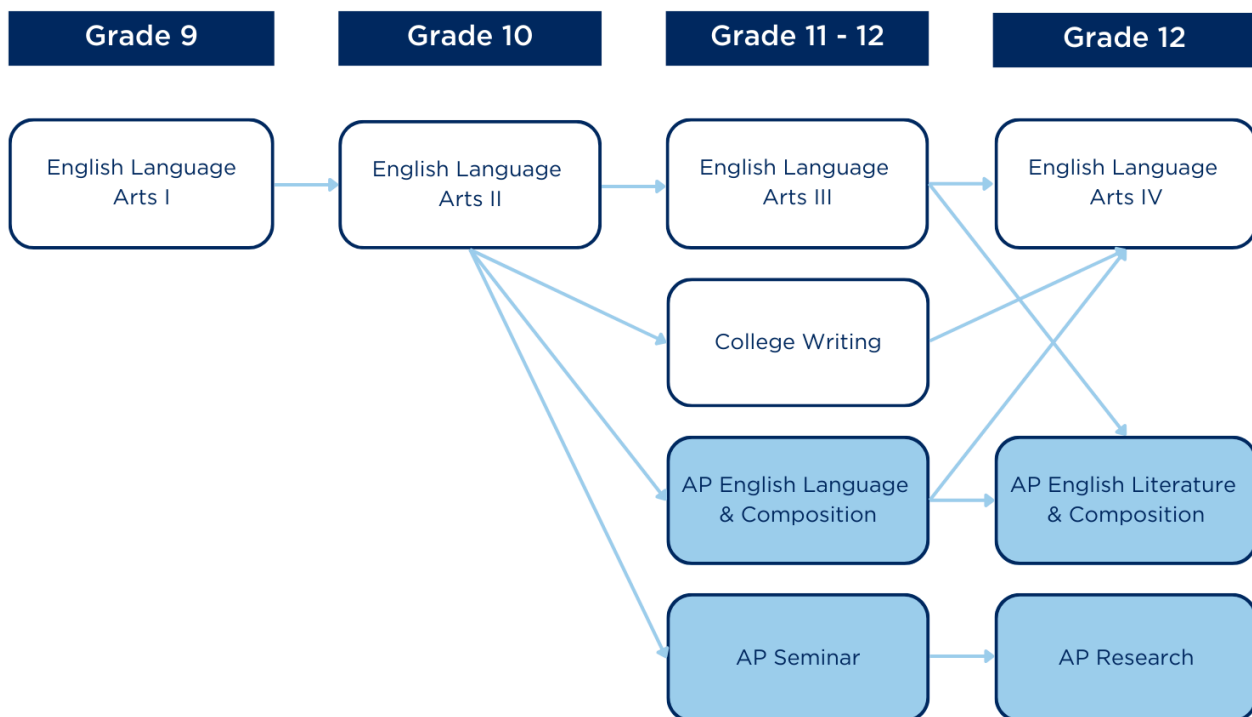 Grade 9
Grade 10
Grade 11 - 12
Grade 12
English Language
Arts I
English Language
Arts II
English Language
Arts III
English Language
Arts IV
College Writing
AP English Language
& Composition
AP English Literature
& Composition
AP Seminar
AP Research